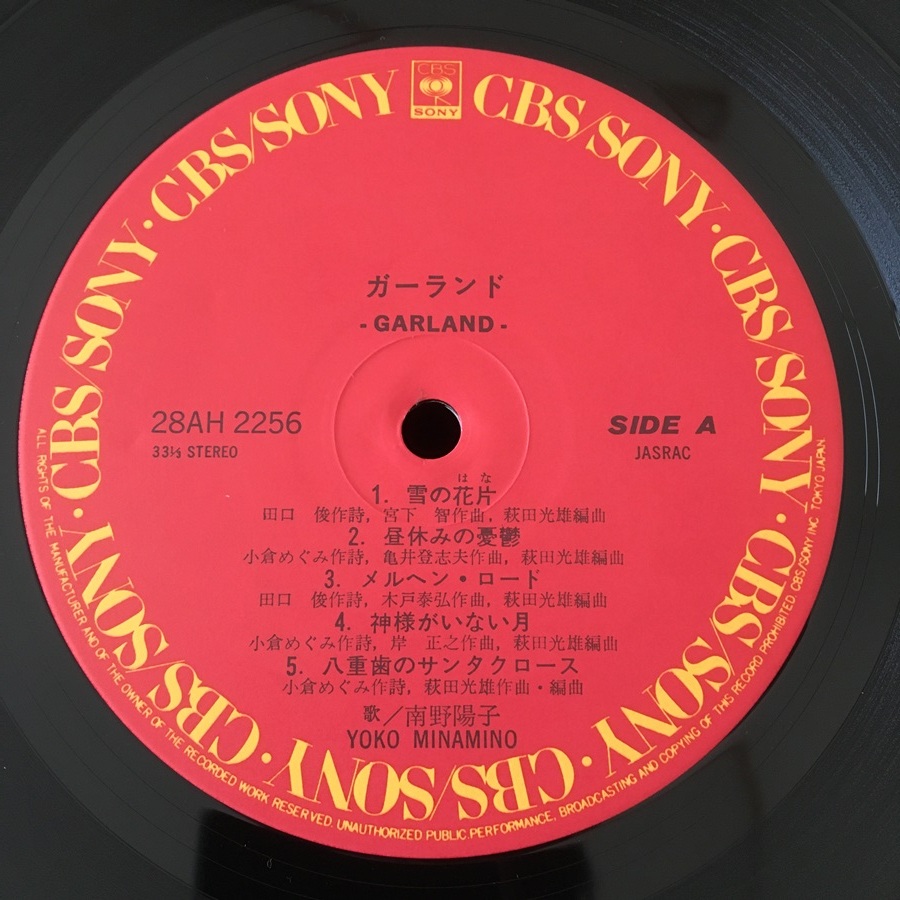 CBS
SONY
CBS/SONY · CBS/SONY · CBS/SONY · CBS/SONY · CBS/SONY · CBS/SONY · CBS/SONY · CBS/SONY · CBS/SONY · CBS/SONY
ガーランド
- GARLAND -
28AH 2256
SIDE A
33⅓ STEREO
JASRAC
はな
1. 雪の花片
田口 俊作詩, 宮下 智作曲, 萩田光雄編曲
2. 昼休みの憂鬱
小倉めぐみ作詩, 亀井登志夫作曲, 萩田光雄編曲
3. メルヘン・ロード
田口 俊作詩, 木戸泰弘作曲, 萩田光雄編曲
4. 神様がいない月
小倉めぐみ作詩, 岸 正之作曲, 萩田光雄編曲
5. 八重歯のサンタクロース
小倉めぐみ作詩, 萩田光雄作曲・編曲
歌／南野陽子
YOKO MINAMINO
ALL RIGHTS OF THE MANUFACTURER AND OF THE OWNER OF THE RECORDED WORK RESERVED. UNAUTHORIZED PUBLIC PERFORMANCE, BROADCASTING AND COPYING OF THIS RECORD PROHIBITED CBS/SONY INC. TOKYO JAPAN